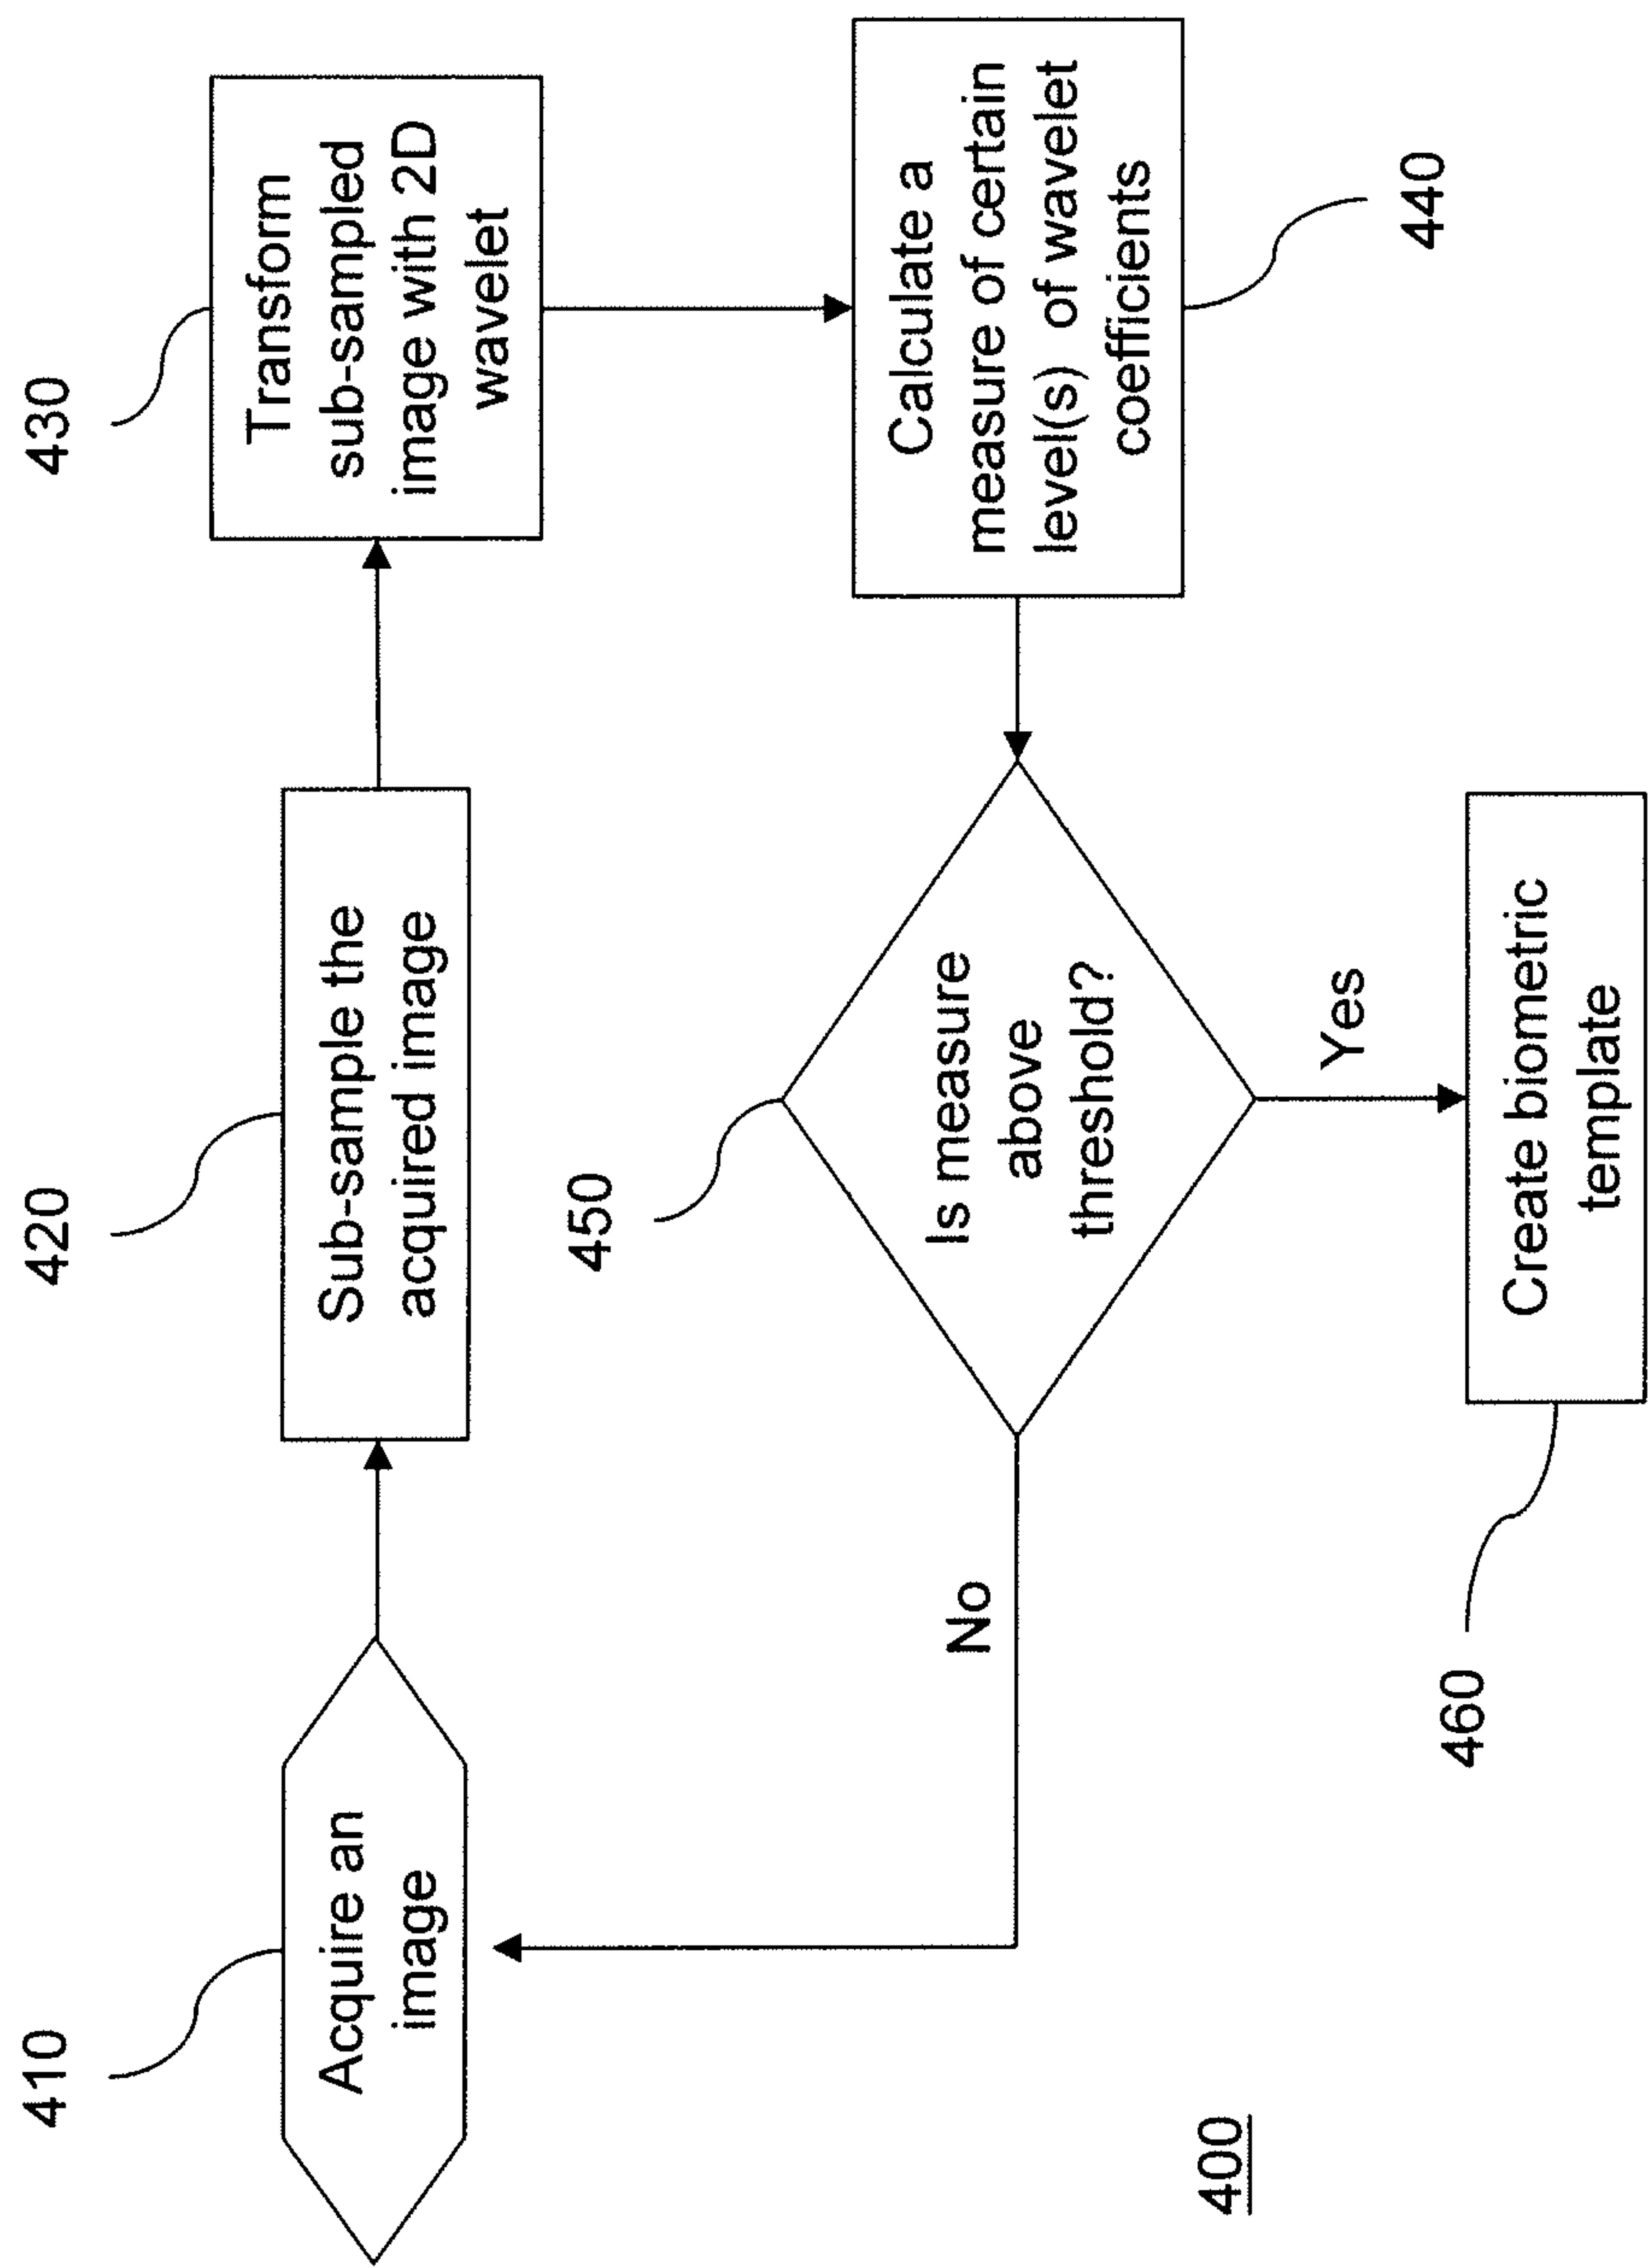 410
Acquire an
image
420
Sub-sample the
acquired image
430
Transform
sub-sampled
image with 2D
wavelet
440
Calculate a
measure of certain
level(s) of wavelet
coefficients
450
Is measure
above
threshold?
No
Yes
460
Create biometric
template
400